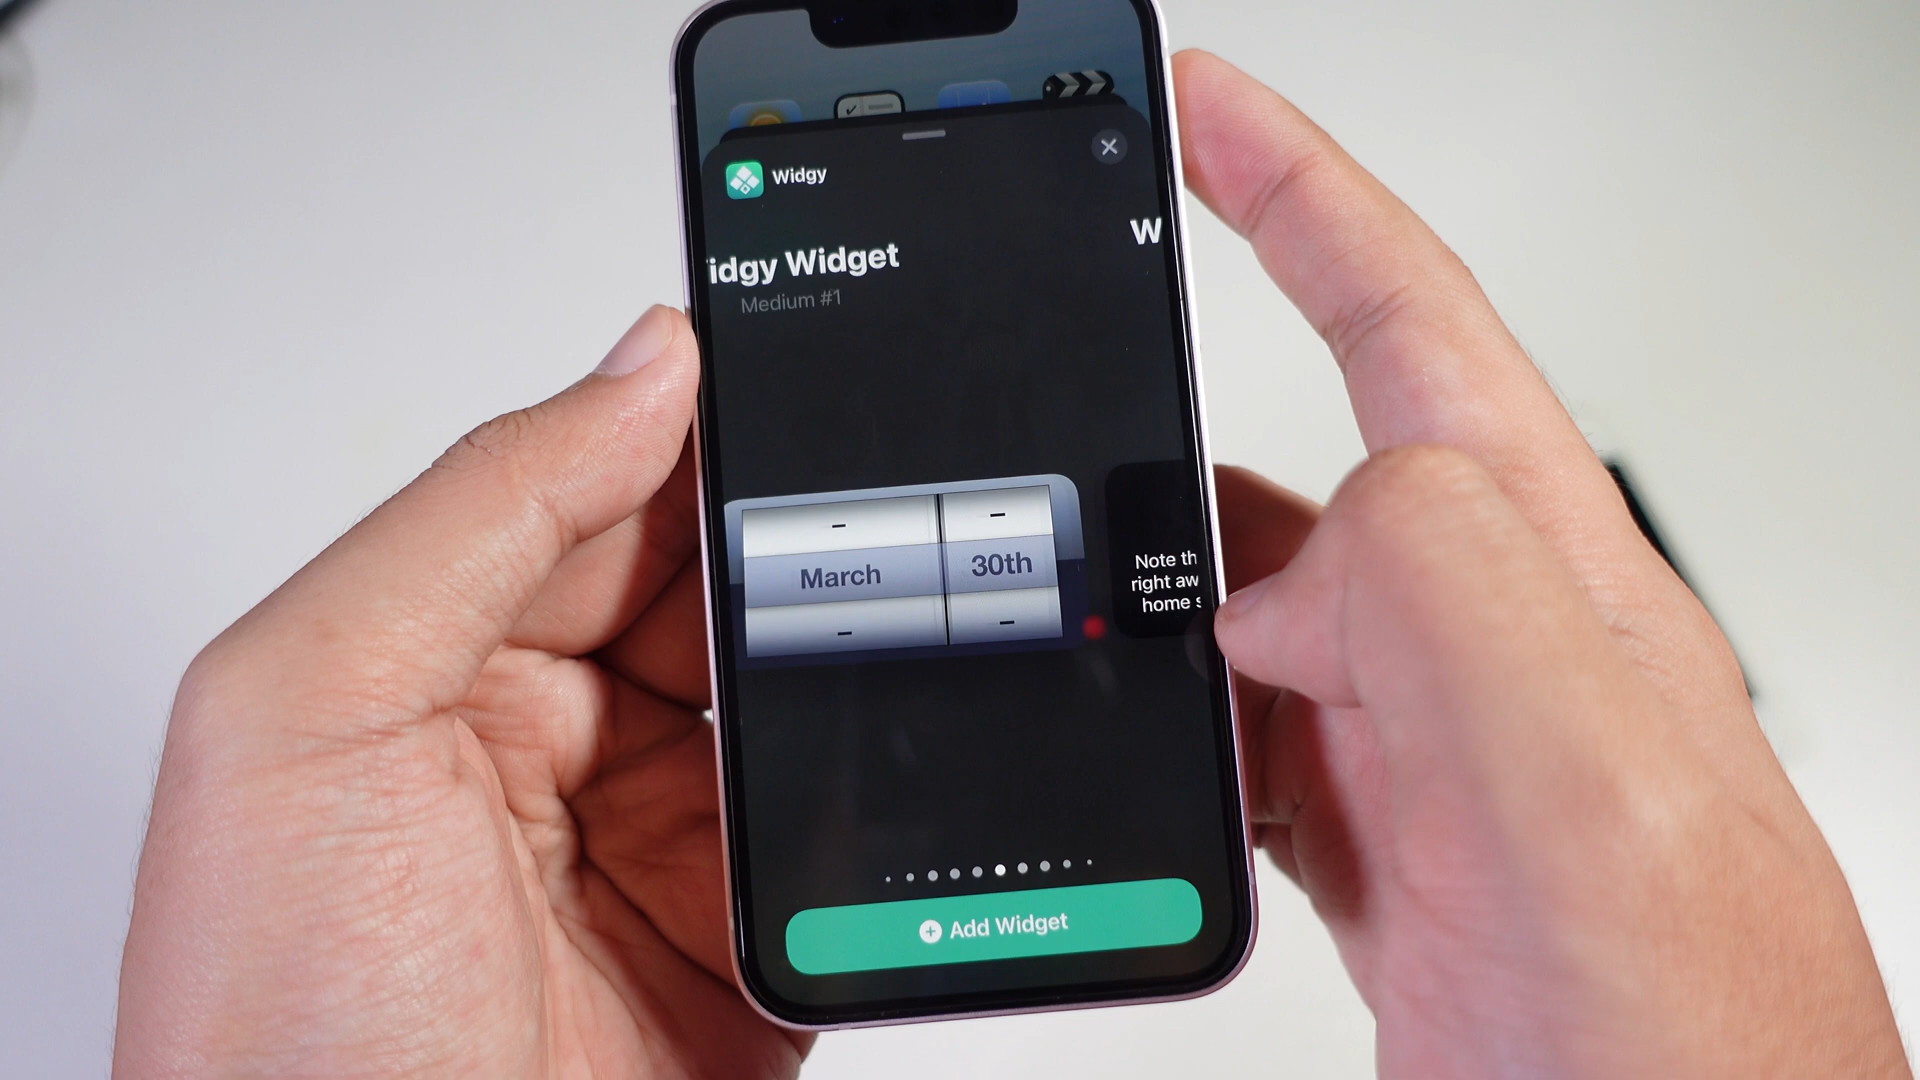 Widgy
idgy Widget
W
Medium #1
–
–
March
30th
–
–
Note th
right aw
home s
Add Widget